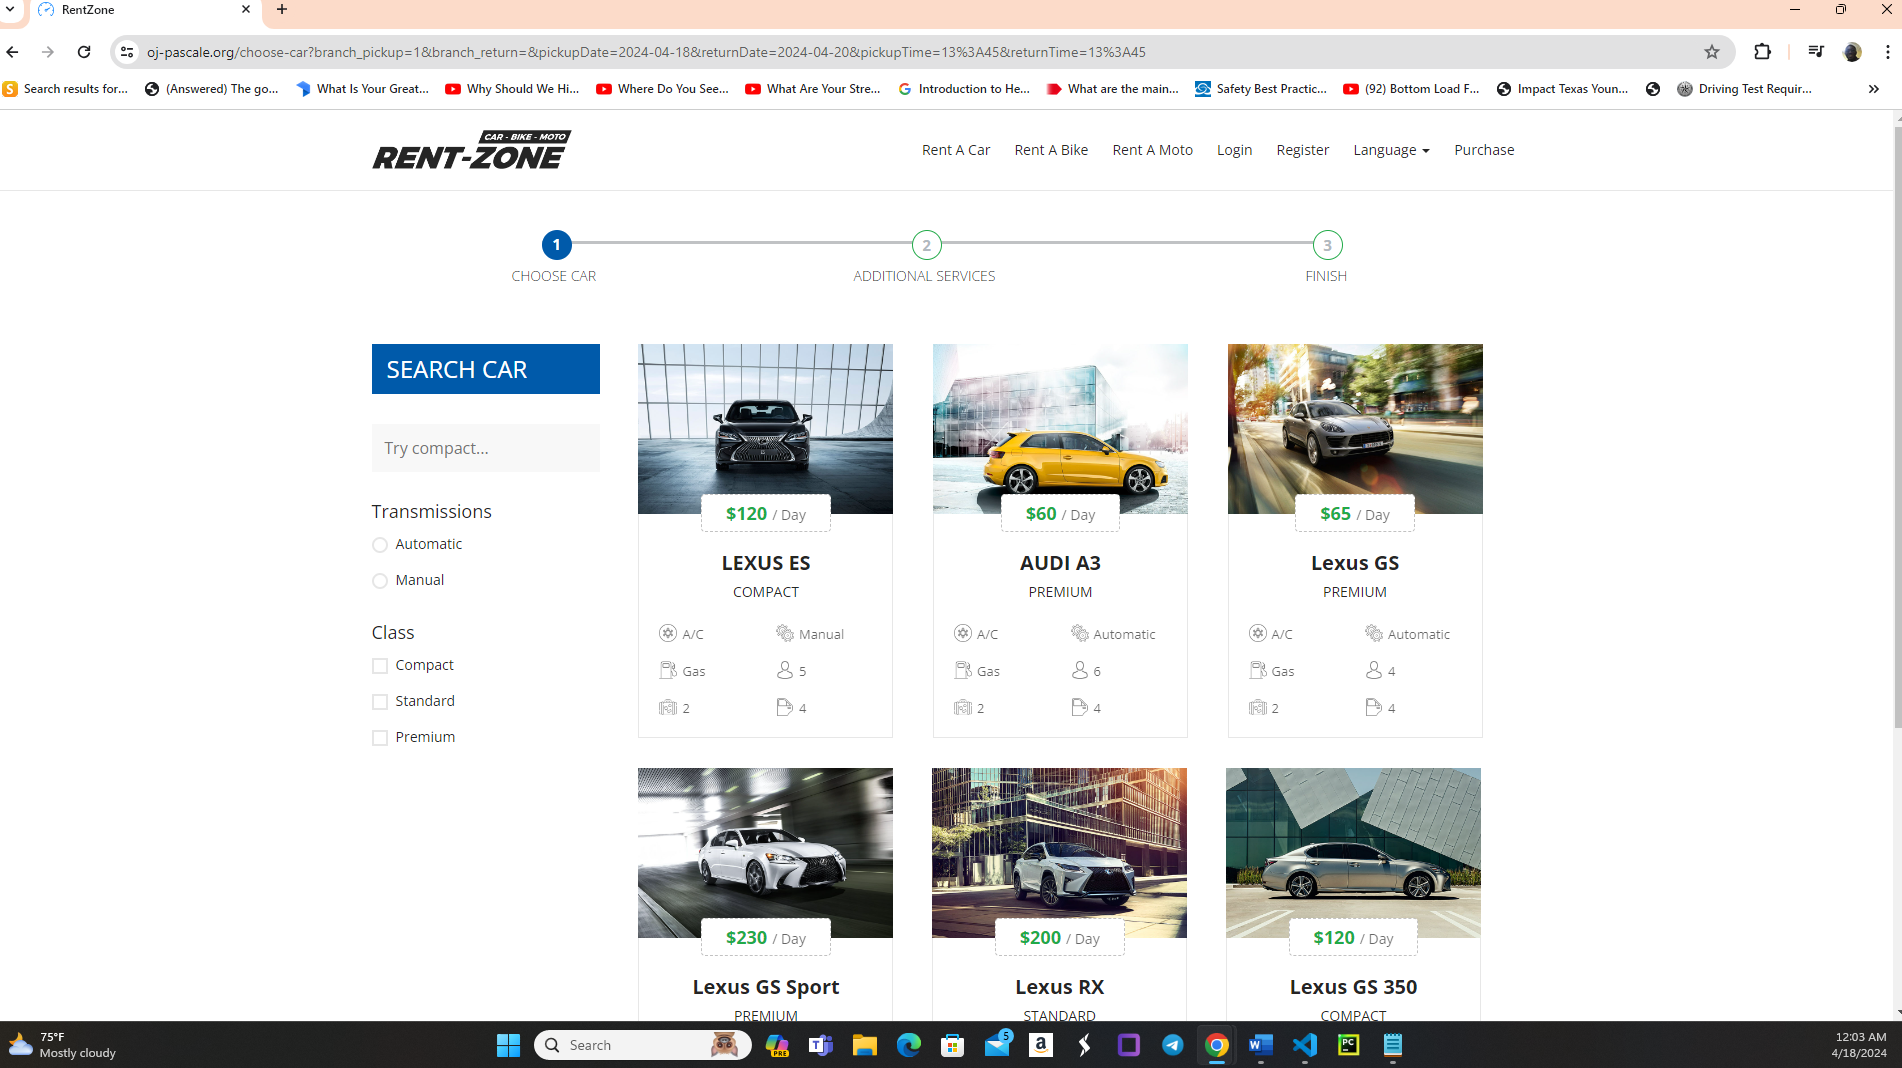 RentZone
oj-pascale.org/choose-car?branch_pickup=1&branch_return=&pickupDate=2024-04-18&returnDate=2024-04-20&pickupTime=13%3A45&returnTime=13%3A45
S Search results for... (Answered) The go... What Is Your Great... Why Should We Hi... Where Do You See... What Are Your Stre... Introduction to He... What are the main... Safety Best Practic... (92) Bottom Load F... Impact Texas Youn... Driving Test Requir... »
CAR - BIKE - MOTO
RENT-ZONE
Rent A Car Rent A Bike Rent A Moto Login Register Language Purchase
1 2 3
CHOOSE CAR ADDITIONAL SERVICES FINISH
SEARCH CAR
Try compact...
Transmissions
Automatic
Manual
Class
Compact
Standard
Premium
$120 / Day
LEXUS ES
COMPACT
A/C Manual
Gas 5
2 4
$60 / Day
AUDI A3
PREMIUM
A/C Automatic
Gas 6
2 4
$65 / Day
Lexus GS
PREMIUM
A/C Automatic
Gas 4
2 4
$230 / Day
Lexus GS Sport
PREMIUM
$200 / Day
Lexus RX
STANDARD
$120 / Day
Lexus GS 350
COMPACT
75°F
Mostly cloudy
Search
PRE
5
a
W
PC
12:03 AM
4/18/2024